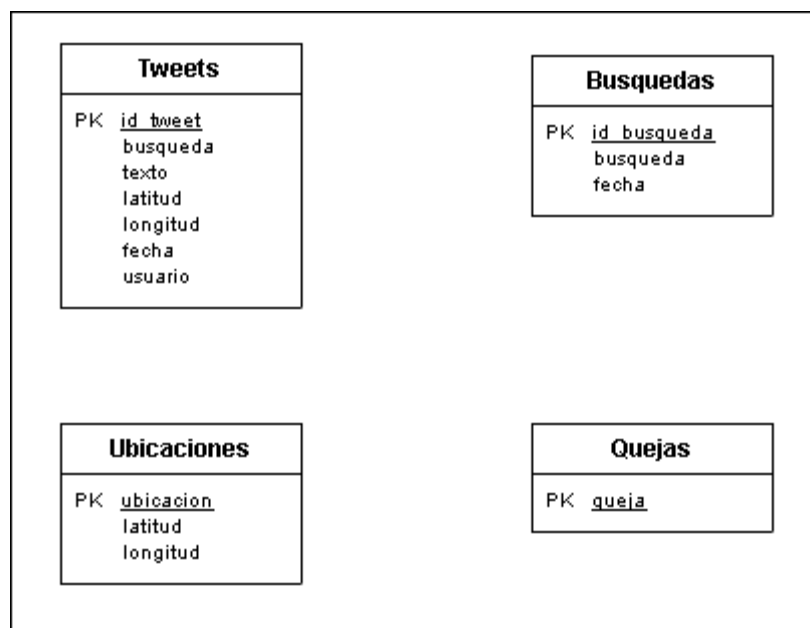 Tweets
PK id_tweet
busqueda
texto
latitud
longitud
fecha
usuario
Busquedas
PK id_busqueda
busqueda
fecha
Ubicaciones
PK ubicacion
latitud
longitud
Quejas
PK queja